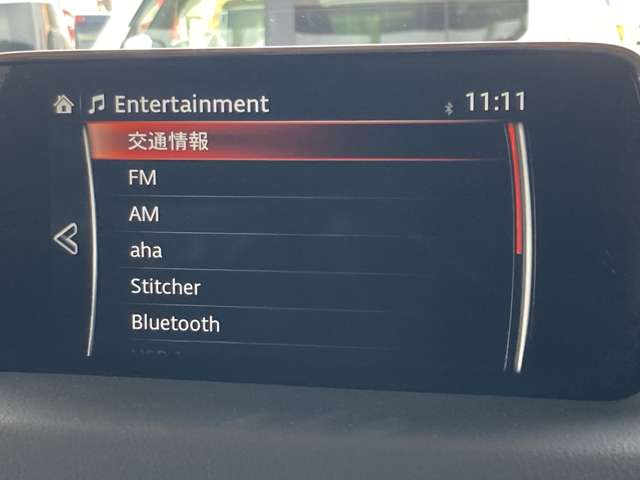 Entertainment 11:11
交通情報
FM
AM
aha
Stitcher
Bluetooth